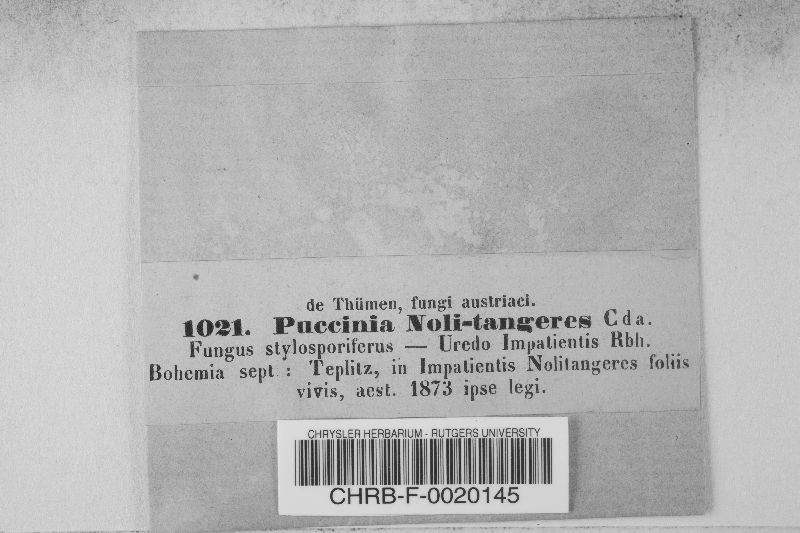 de Thümen, fungi austriaci.
1021. Puccinia Noli-tangeres Cda.
Fungus stylosporiferus — Uredo Impatientis Rbh.
Bohemia sept : Teplitz, in Impatientis Nolitangeres foliis
vivis, aest. 1873 ipse legi.
CHRYSLER HERBARIUM - RUTGERS UNIVERSITY
CHRB-F-0020145